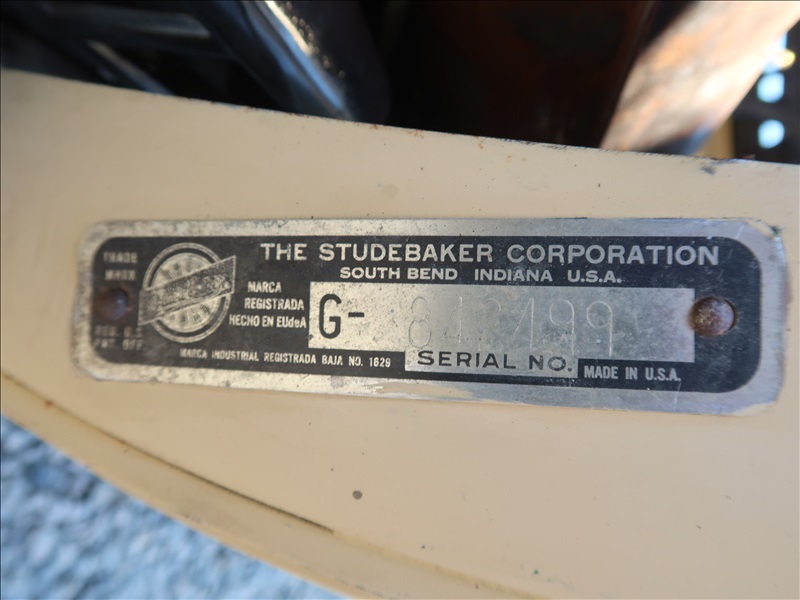 THE STUDEBAKER CORPORATION
SOUTH BEND INDIANA U.S.A.
TRADE
MARK
REG. U.S.
PAT. OFF.
MARCA
REGISTRADA
HECHO EN EUdeA
G-
MARCA INDUSTRIAL REGISTRADA BAJA NO. 1629
SERIAL NO.
MADE IN U.S.A.